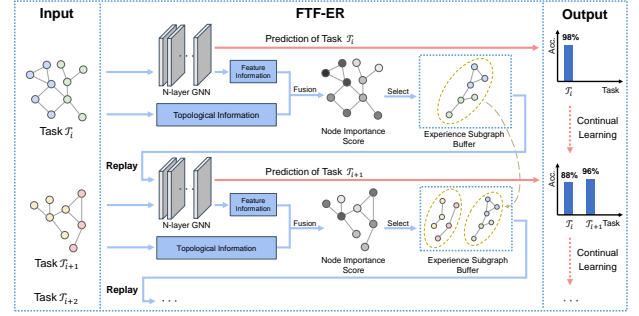 Input
FTF-ER
Output
Prediction of Task 𝒯ᵢ
Acc.
98%
Feature
Information
N-layer GNN
Fusion
Select
𝒯ᵢ
Task
Topological Information
Task 𝒯ᵢ
Node Importance
Score
Experience Subgraph
Buffer
Continual
Learning
Replay
Prediction of Task 𝒯ᵢ₊₁
Acc.
88%
96%
Feature
Information
N-layer GNN
Fusion
Select
𝒯ᵢ
𝒯ᵢ₊₁
Task
Topological Information
Node Importance
Score
Experience Subgraph
Buffer
Task 𝒯ᵢ₊₁
Continual
Learning
Replay
Task 𝒯ᵢ₊₂
. . .
. . .